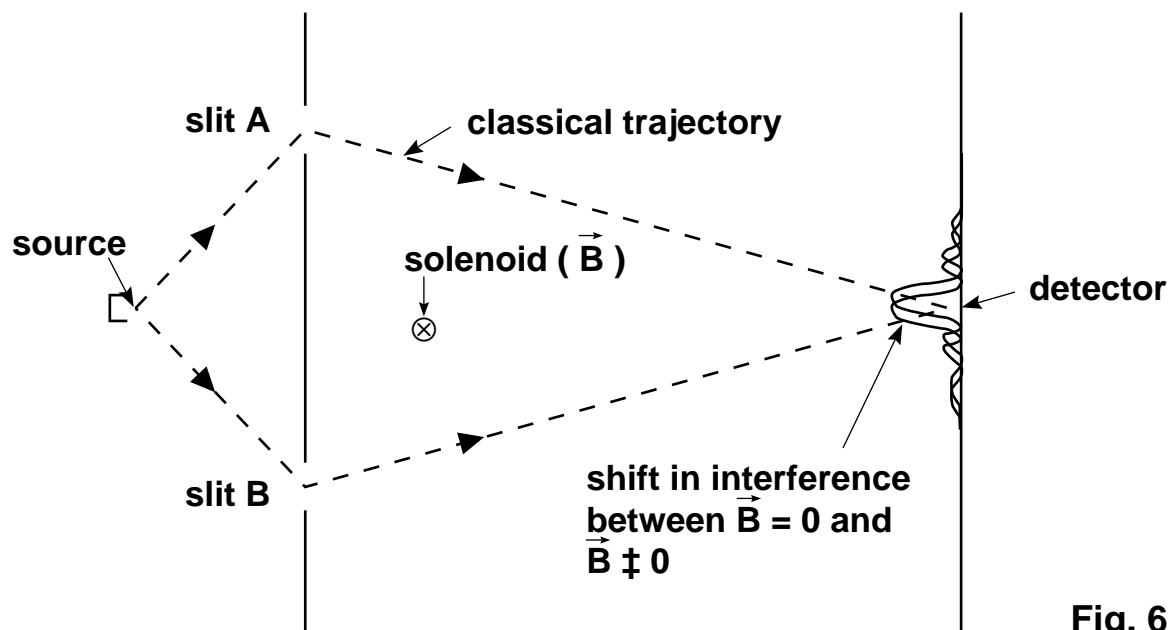 slit A
classical trajectory
source
solenoid ( B )
detector
slit B
shift in interference
between B = 0 and
B ‡ 0
Fig. 6